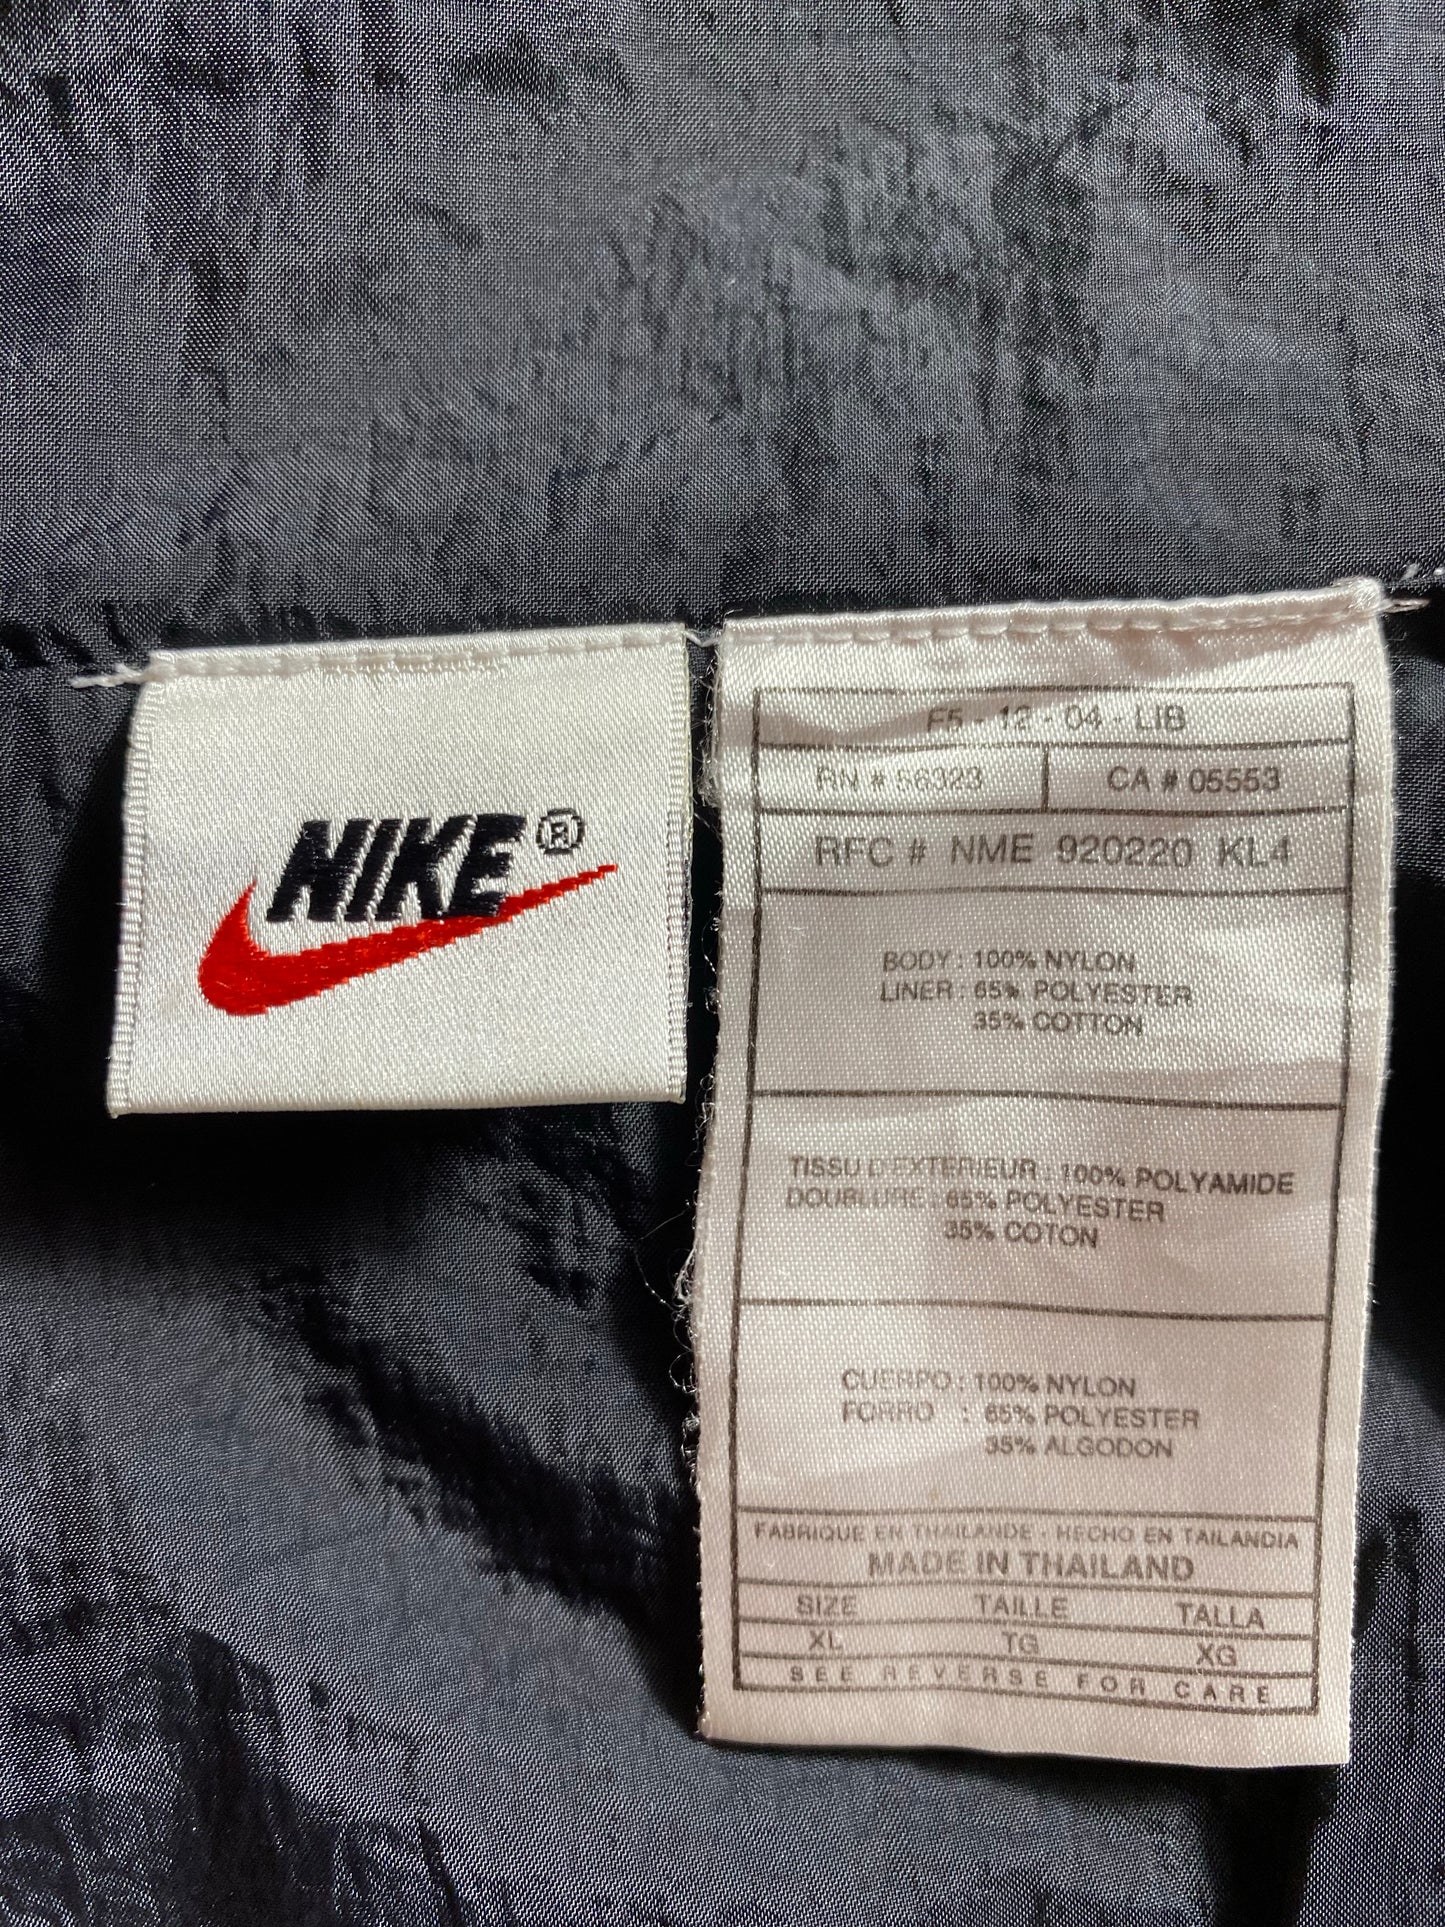 NIKE®
F5 - 12 - 04 - LIB
RN # 56323 CA # 05553
RFC # NME 920220 KL4
BODY : 100% NYLON
LINER : 65% POLYESTER
35% COTTON
TISSU D'EXTERIEUR : 100% POLYAMIDE
DOUBLURE : 65% POLYESTER
35% COTON
CUERPO : 100% NYLON
FORRO : 65% POLYESTER
35% ALGODON
FABRIQUE EN THAILANDE - HECHO EN TAILANDIA
MADE IN THAILAND
SIZE TAILLE TALLA
XL TG XG
SEE REVERSE FOR CARE